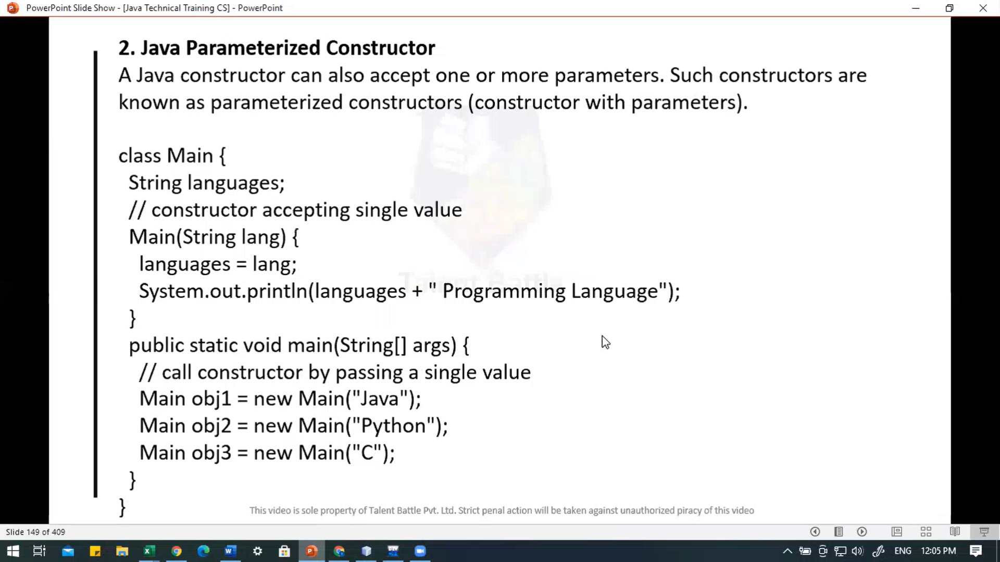 PowerPoint Slide Show - [Java Technical Training CS] - PowerPoint
2. Java Parameterized Constructor
A Java constructor can also accept one or more parameters. Such constructors are
known as parameterized constructors (constructor with parameters).
class Main {
String languages;
// constructor accepting single value
Main(String lang) {
languages = lang;
Talent Battle
System.out.println(languages + " Programming Language");
}
public static void main(String[] args) {
// call constructor by passing a single value
Main obj1 = new Main("Java");
Main obj2 = new Main("Python");
Main obj3 = new Main("C");
}
}
This video is sole property of Talent Battle Pvt. Ltd. Strict penal action will be taken against unauthorized piracy of this video
Slide 149 of 409
ENG 12:05 PM